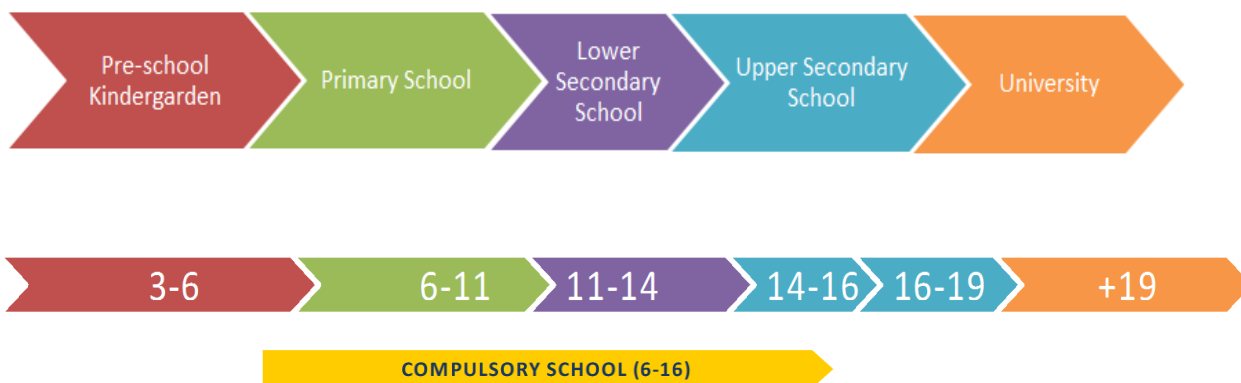 Pre-school
Kindergarden
Primary School
Lower
Secondary
School
Upper Secondary
School
University
3-6
6-11
11-14
14-16
16-19
+19
COMPULSORY SCHOOL (6-16)